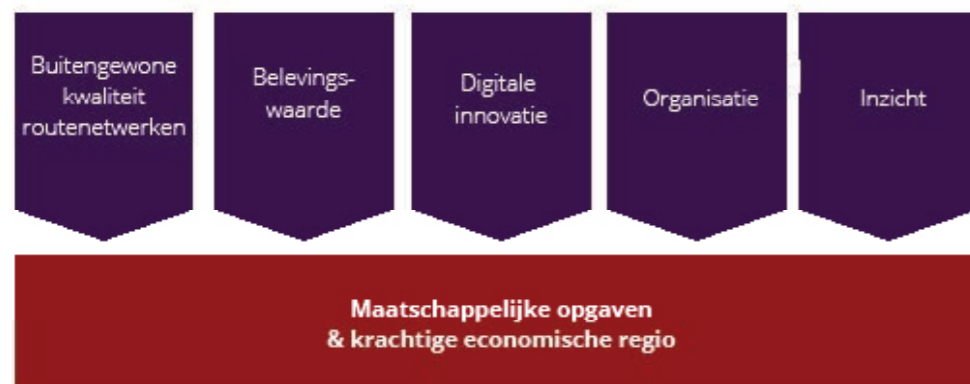 Buitengewone
kwaliteit
routenetwerken
Belevings-
waarde
Digitale
innovatie
Organisatie
Inzicht
Maatschappelijke opgaven
& krachtige economische regio